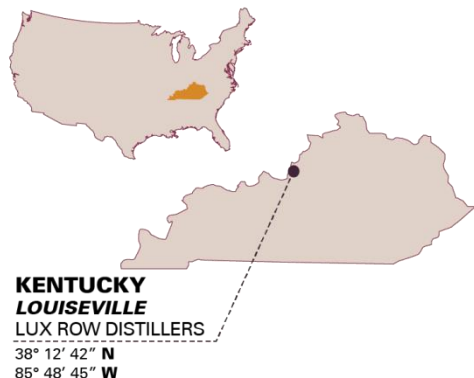 KENTUCKY
LOUISEVILLE
LUX ROW DISTILLERS
38° 12’ 42” N
85° 48’ 45” W